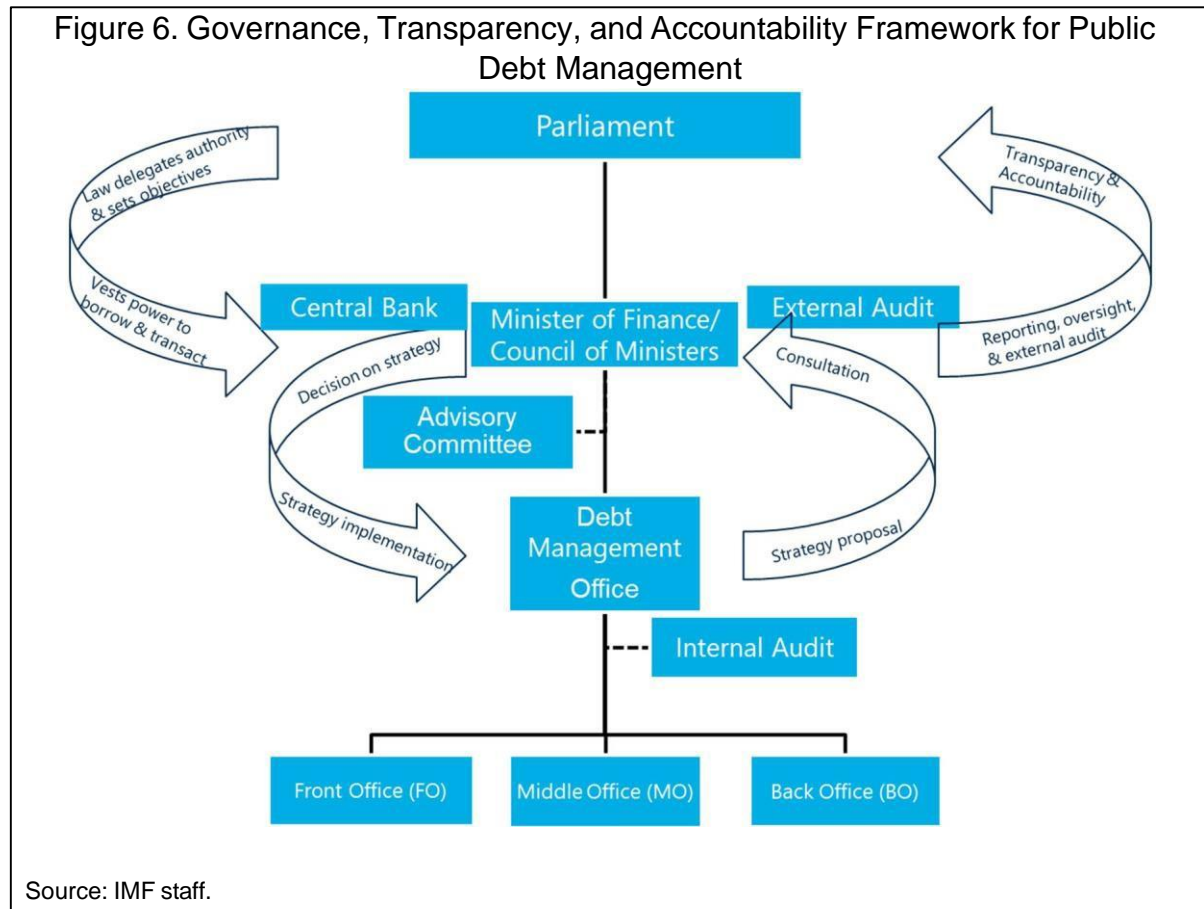 Figure 6. Governance, Transparency, and Accountability Framework for Public
Debt Management
Parliament
Law delegates authority
& sets objectives
Transparency &
Accountability
Vests power to
borrow & transact
Central Bank
Minister of Finance/
Council of Ministers
External Audit
Reporting, oversight,
& external audit
Decision on strategy
Consultation
Advisory
Committee
Strategy implementation
Debt
Management
Office
Strategy proposal
Internal Audit
Front Office (FO)
Middle Office (MO)
Back Office (BO)
Source: IMF staff.